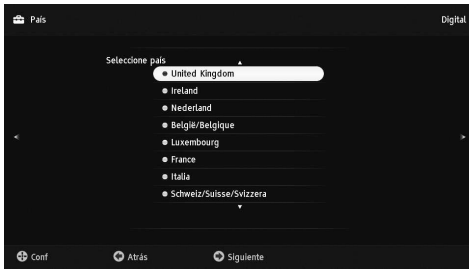 País
Digital
Seleccione país
United Kingdom
Ireland
Nederland
België/Belgique
Luxembourg
France
Italia
Schweiz/Suisse/Svizzera
Conf
Atrás
Siguiente